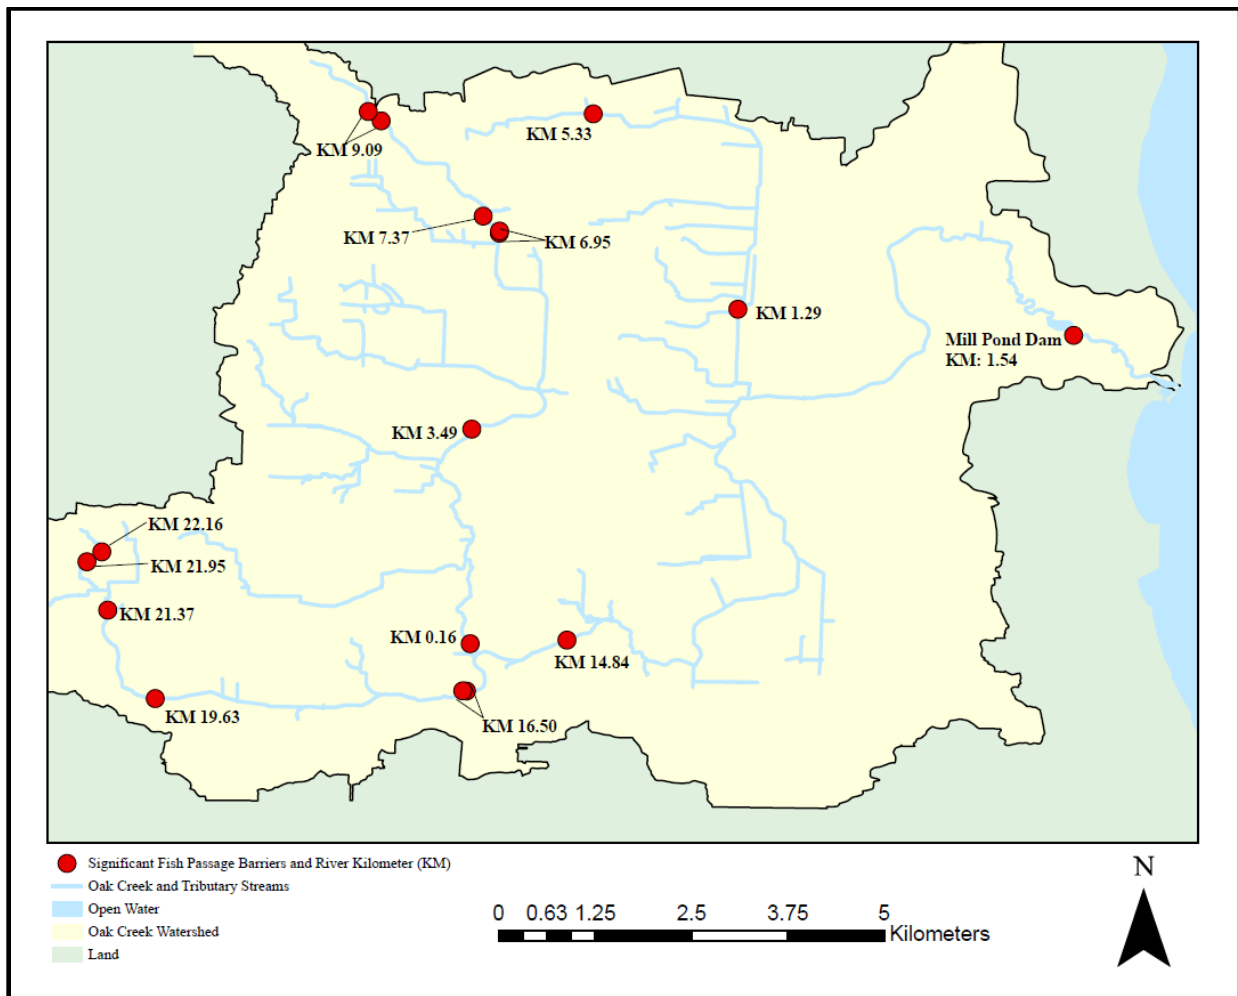 KM 9.09
KM 5.33
KM 7.37
KM 6.95
KM 1.29
Mill Pond Dam
KM: 1.54
KM 3.49
KM 22.16
KM 21.95
KM 21.37
KM 0.16
KM 14.84
KM 19.63
KM 16.50
Significant Fish Passage Barriers and River Kilometer (KM)
Oak Creek and Tributary Streams
Open Water
Oak Creek Watershed
Land
0 0.63 1.25 2.5 3.75 5
Kilometers
N